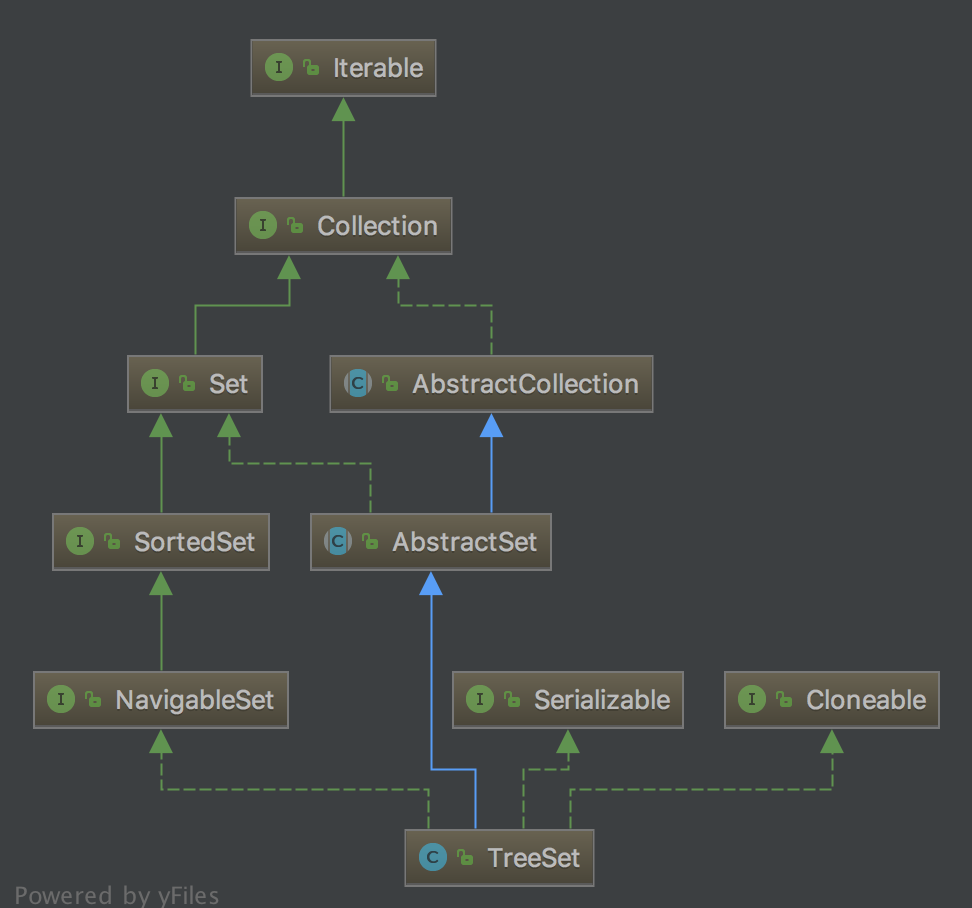 I Iterable
I Collection
I Set
C AbstractCollection
I SortedSet
C AbstractSet
I NavigableSet
I Serializable
I Cloneable
C TreeSet
Powered by yFiles